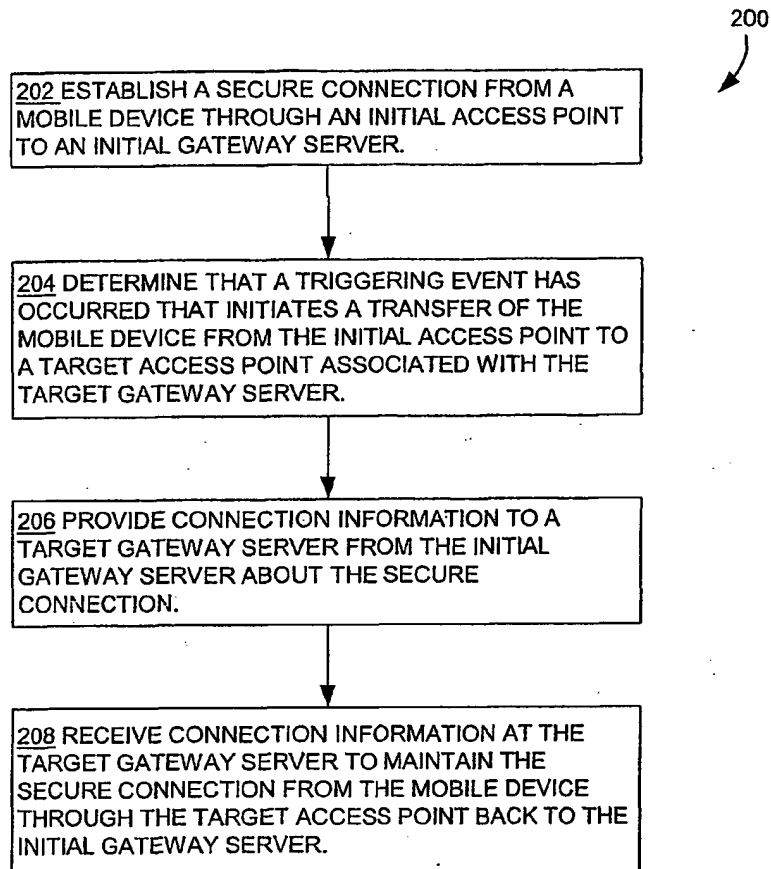 200
202 ESTABLISH A SECURE CONNECTION FROM A
MOBILE DEVICE THROUGH AN INITIAL ACCESS POINT
TO AN INITIAL GATEWAY SERVER.
204 DETERMINE THAT A TRIGGERING EVENT HAS
OCCURRED THAT INITIATES A TRANSFER OF THE
MOBILE DEVICE FROM THE INITIAL ACCESS POINT TO
A TARGET ACCESS POINT ASSOCIATED WITH THE
TARGET GATEWAY SERVER.
206 PROVIDE CONNECTION INFORMATION TO A
TARGET GATEWAY SERVER FROM THE INITIAL
GATEWAY SERVER ABOUT THE SECURE
CONNECTION.
208 RECEIVE CONNECTION INFORMATION AT THE
TARGET GATEWAY SERVER TO MAINTAIN THE
SECURE CONNECTION FROM THE MOBILE DEVICE
THROUGH THE TARGET ACCESS POINT BACK TO THE
INITIAL GATEWAY SERVER.